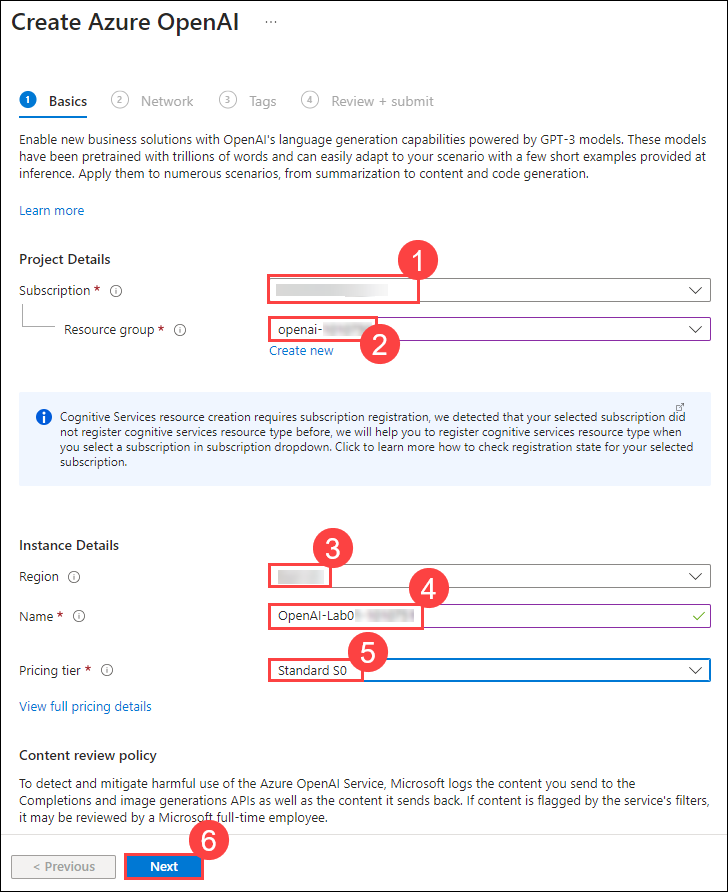 Create Azure OpenAI ...
1 Basics 2 Network 3 Tags 4 Review + submit
Enable new business solutions with OpenAI's language generation capabilities powered by GPT-3 models. These models
have been pretrained with trillions of words and can easily adapt to your scenario with a few short examples provided at
inference. Apply them to numerous scenarios, from summarization to content and code generation.
Learn more
Project Details
1
Subscription *
Resource group * openai-
2
Create new
Cognitive Services resource creation requires subscription registration, we detected that your selected subscription did
not register cognitive services resource type before, we will help you to register cognitive services resource type when
you select a subscription in subscription dropdown. Click to learn more how to check registration state for your selected
subscription.
Instance Details
3
Region
4
Name * OpenAI-Lab0
5
Pricing tier * Standard S0
View full pricing details
Content review policy
To detect and mitigate harmful use of the Azure OpenAI Service, Microsoft logs the content you send to the
Completions and image generations APIs as well as the content it sends back. If content is flagged by the service's filters,
it may be reviewed by a Microsoft full-time employee.
6
< Previous Next